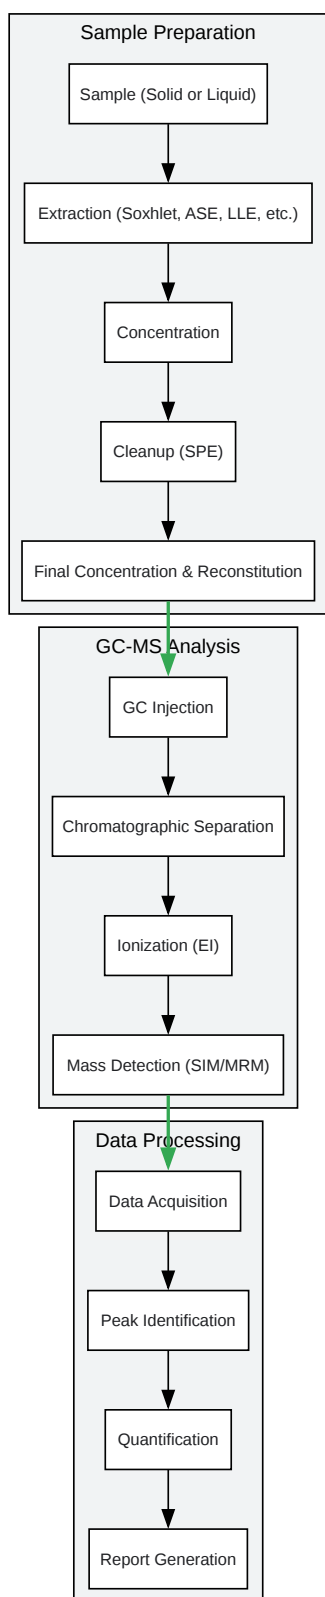 Sample Preparation
Sample (Solid or Liquid)
Extraction (Soxhlet, ASE, LLE, etc.)
Concentration
Cleanup (SPE)
Final Concentration & Reconstitution
GC-MS Analysis
GC Injection
Chromatographic Separation
Ionization (EI)
Mass Detection (SIM/MRM)
Data Processing
Data Acquisition
Peak Identification
Quantification
Report Generation